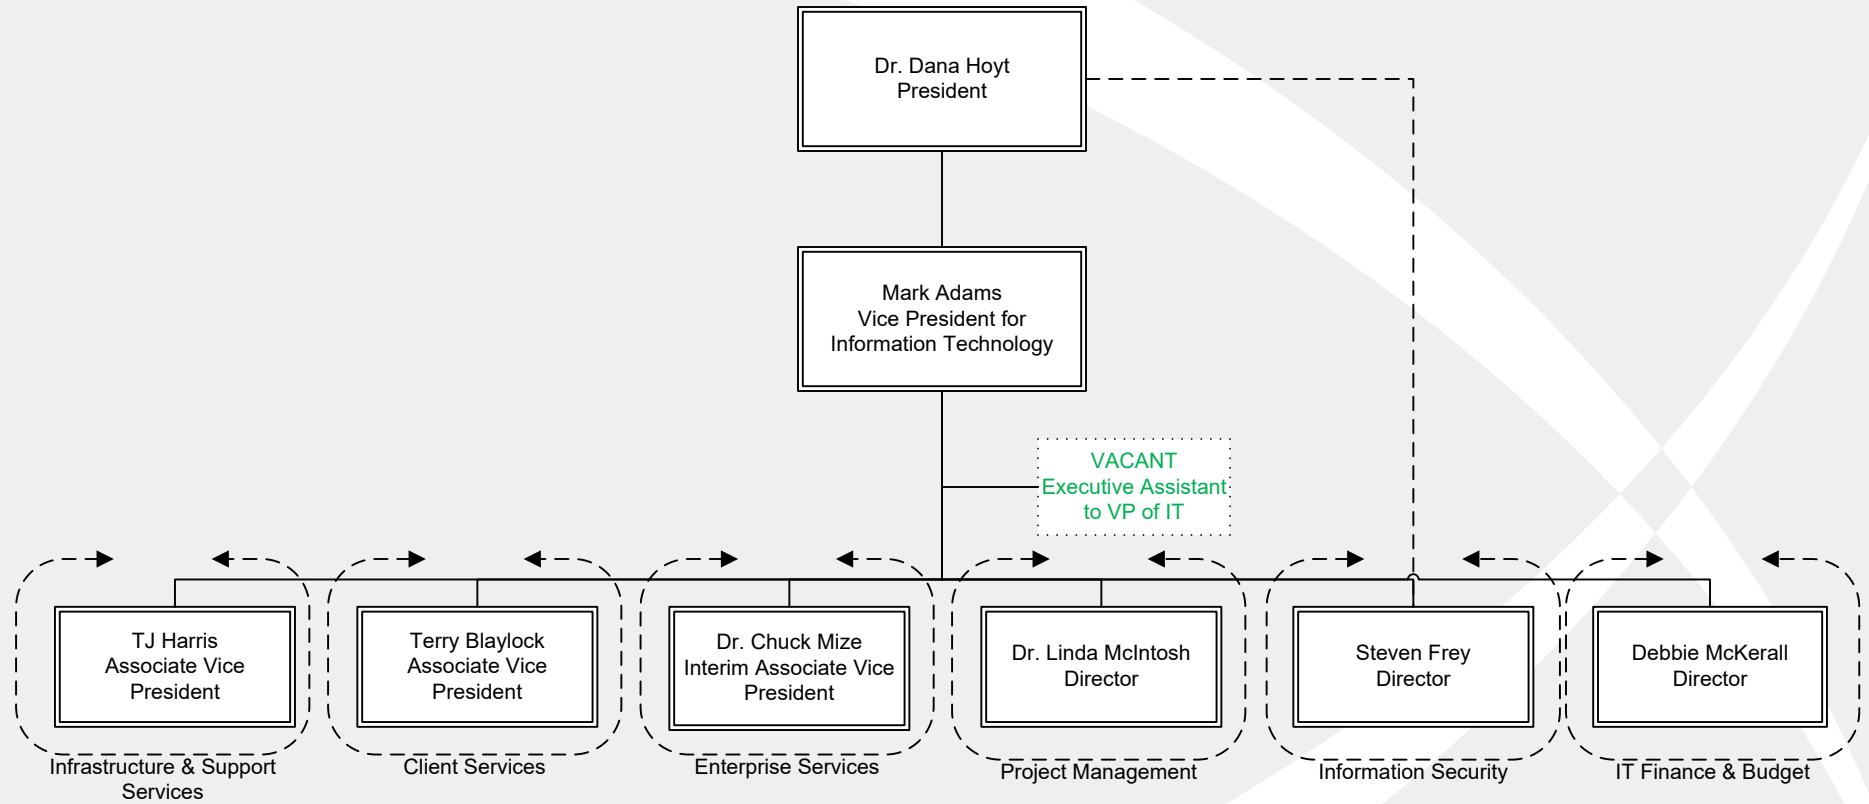 Dr. Dana Hoyt
President
Mark Adams
Vice President for
Information Technology
VACANT
Executive Assistant
to VP of IT
TJ Harris
Associate Vice
President
Infrastructure & Support
Services
Terry Blaylock
Associate Vice
President
Client Services
Dr. Chuck Mize
Interim Associate Vice
President
Enterprise Services
Dr. Linda McIntosh
Director
Project Management
Steven Frey
Director
Information Security
Debbie McKerall
Director
IT Finance & Budget